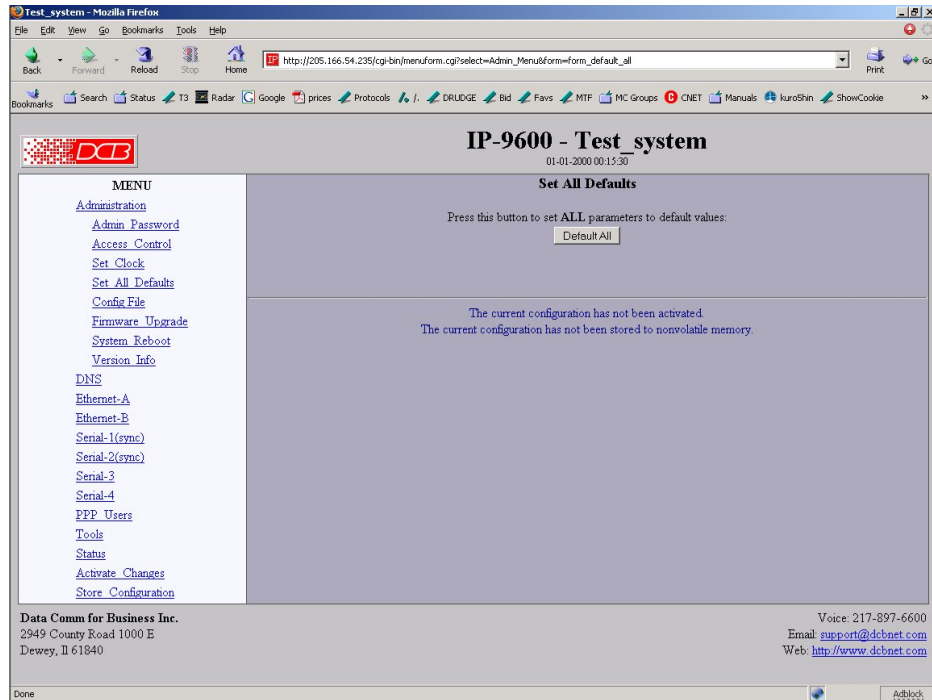 Test_system - Mozilla Firefox
File Edit View Go Bookmarks Tools Help
Back Forward Reload Stop Home http://205.166.54.235/cgi-bin/menuform.cgi?select=Admin_Menu&form=form_default_all Print Go
Bookmarks Search Status T3 Radar Google prices Protocols /. DRUDGE Bid Favs MTF MC Groups CNET Manuals kuro5hin ShowCookie »
DCB
IP-9600 - Test_system
01-01-2000 00:15:30
MENU
Administration
Admin Password
Access Control
Set Clock
Set All Defaults
Config File
Firmware Upgrade
System Reboot
Version Info
DNS
Ethernet-A
Ethernet-B
Serial-1(sync)
Serial-2(sync)
Serial-3
Serial-4
PPP Users
Tools
Status
Activate Changes
Store Configuration
Set All Defaults
Press this button to set ALL parameters to default values:
Default All
The current configuration has not been activated.
The current configuration has not been stored to nonvolatile memory.
Data Comm for Business Inc.
2949 County Road 1000 E
Dewey, Il 61840
Voice: 217-897-6600
Email: support@dcbnet.com
Web: http://www.dcbnet.com
Done Adblock